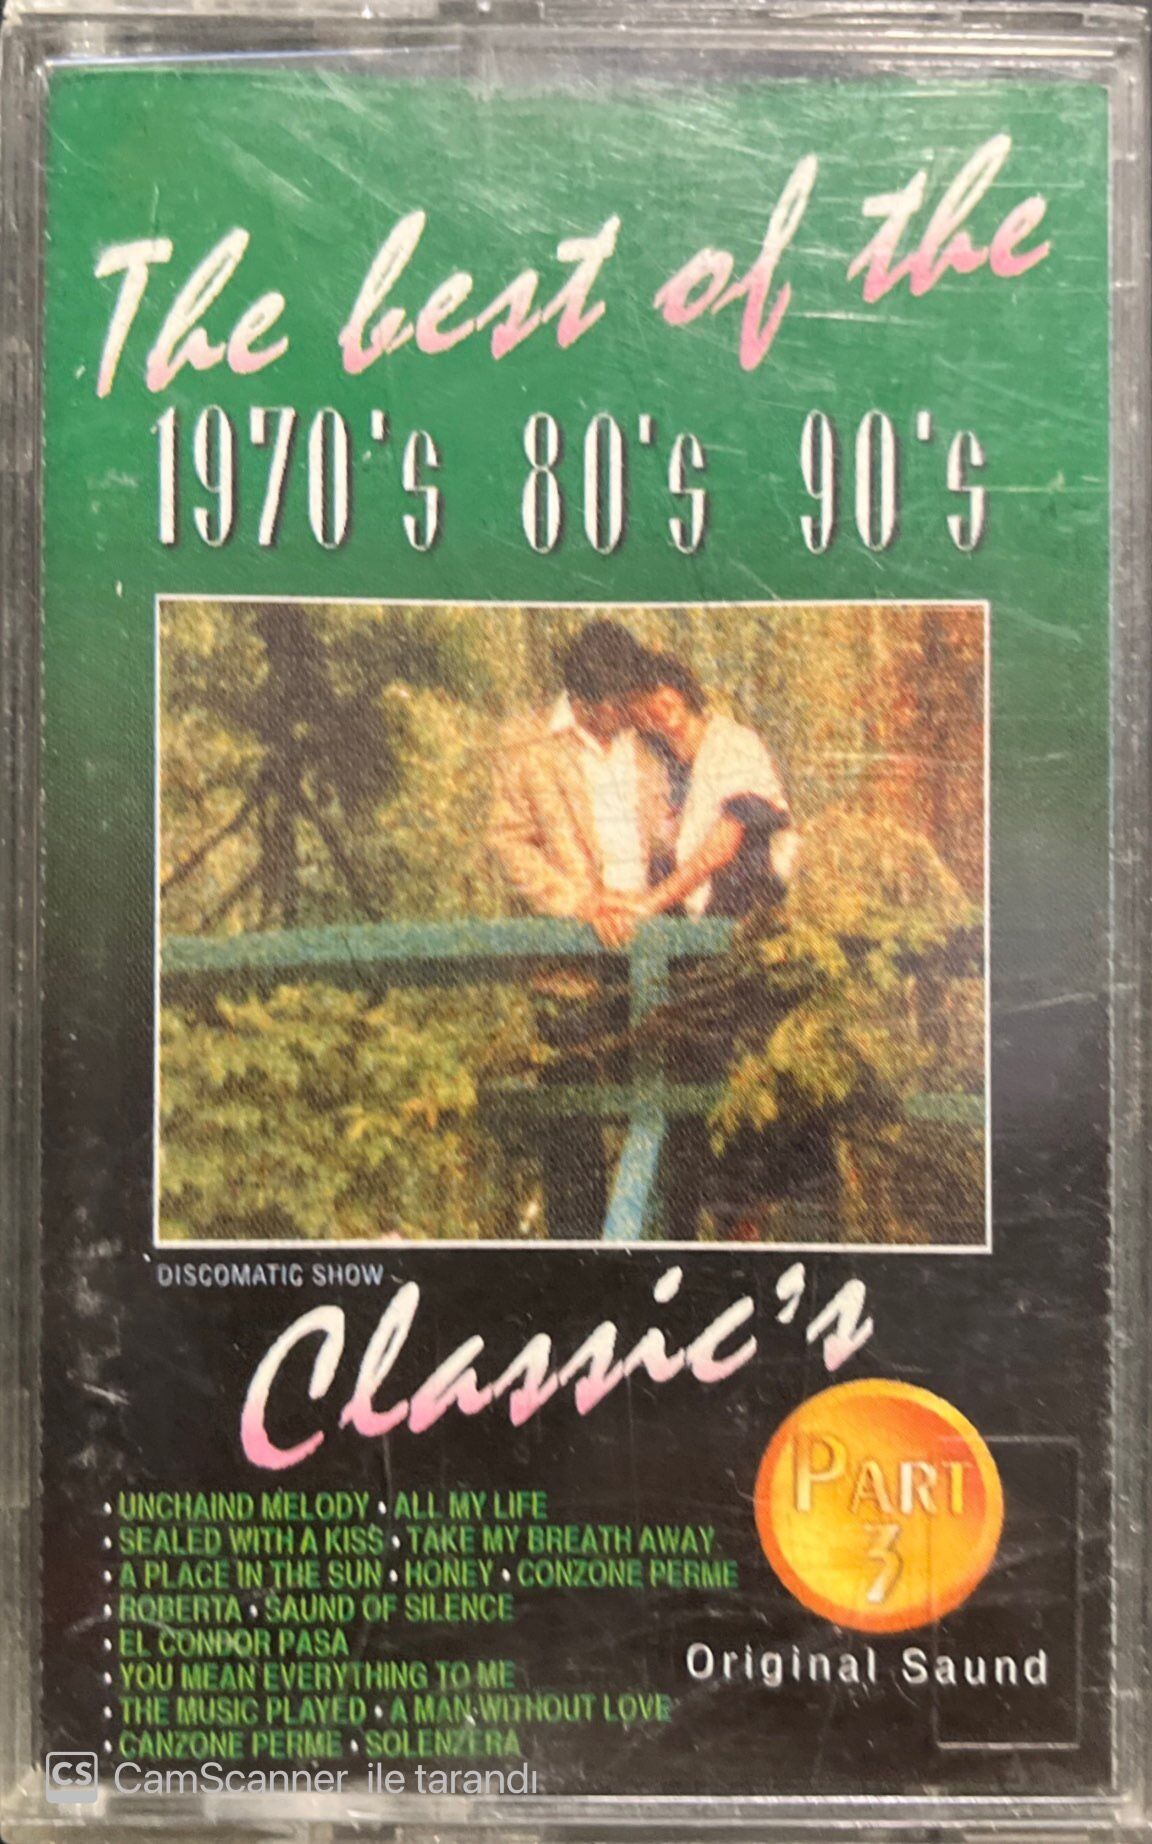 The best of the
1970's 80's 90's
DISCOMATIC SHOW
Classic's
PART
3
• UNCHAIND MELODY • ALL MY LIFE
• SEALED WITH A KISS • TAKE MY BREATH AWAY
• A PLACE IN THE SUN • HONEY • CONZONE PERME
• ROBERTA • SAUND OF SILENCE
• EL CONDOR PASA
• YOU MEAN EVERYTHING TO ME
• THE MUSIC PLAYED • A MAN WITHOUT LOVE
• CANZONE PERME • SOLENZERA
Original Saund
CS CamScanner ile tarandı